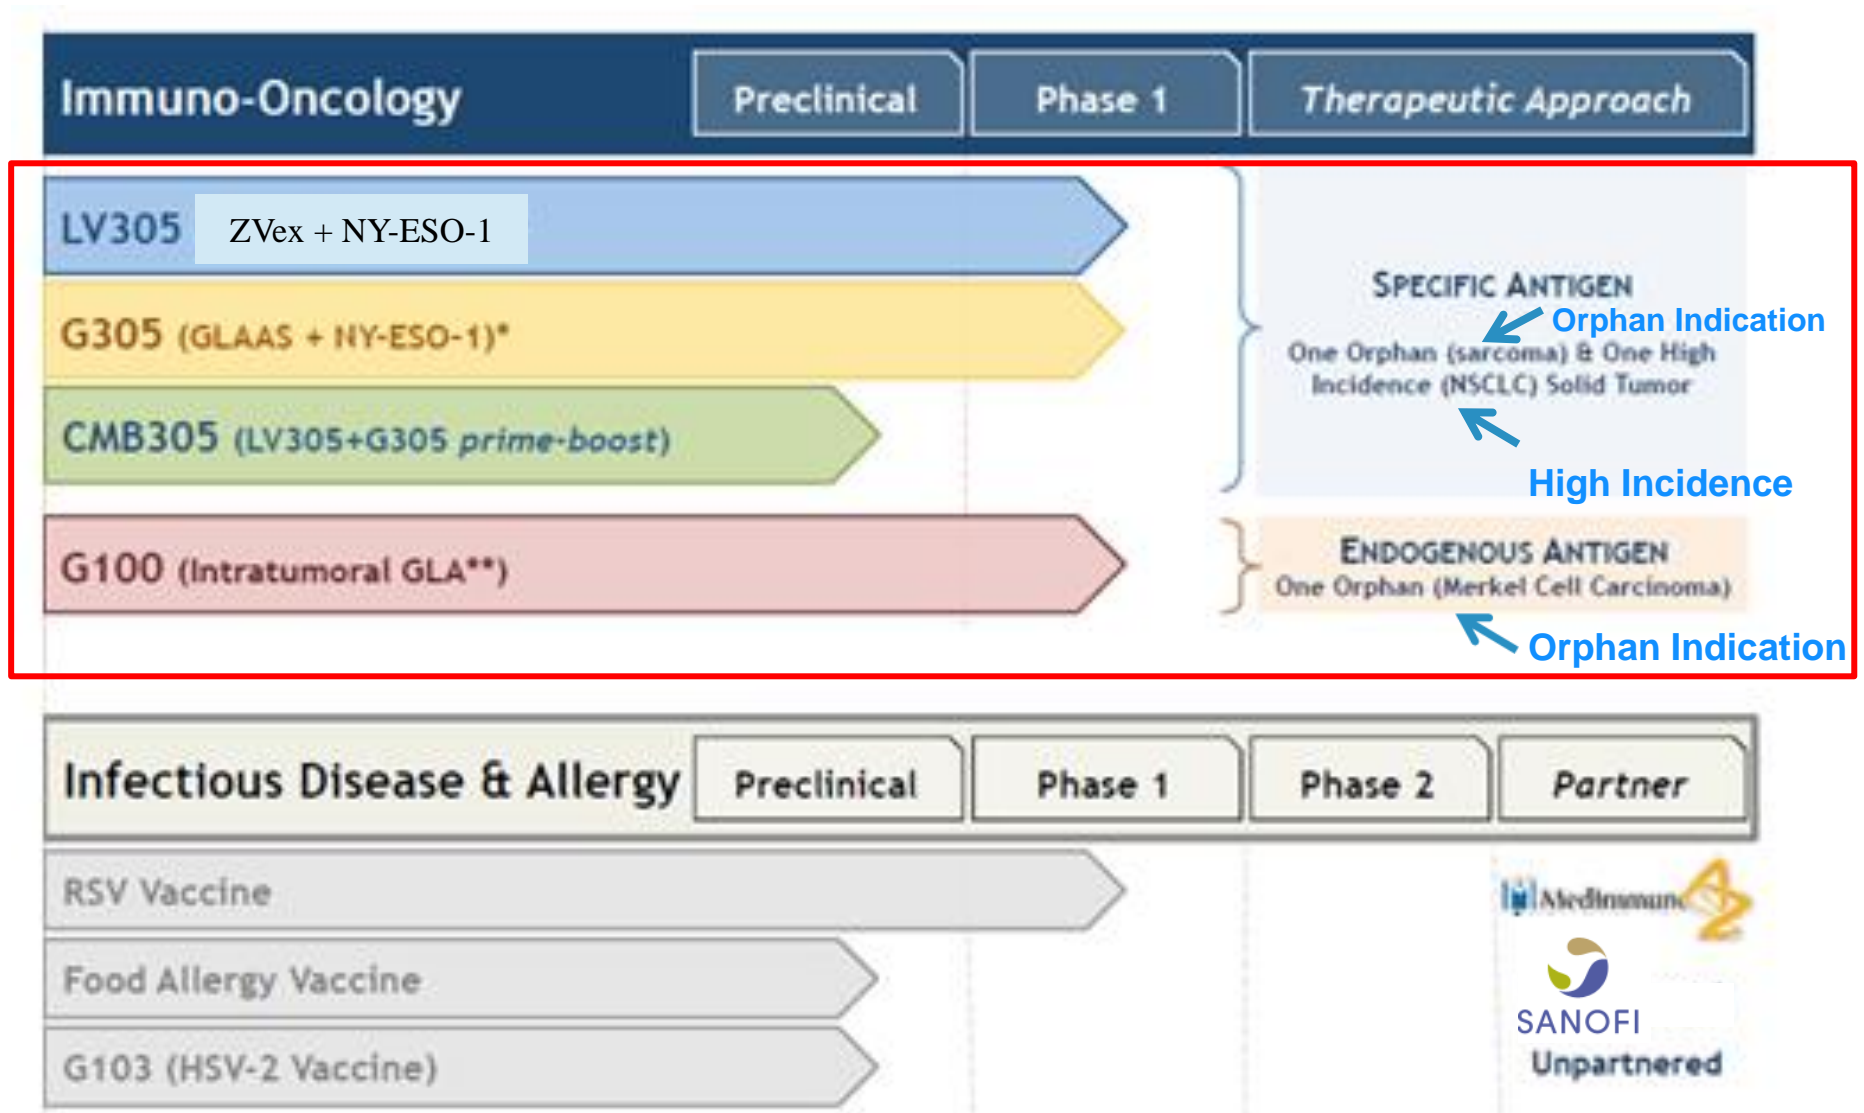 Immuno-Oncology Preclinical Phase 1 Therapeutic Approach
LV305 ZVex + NY-ESO-1
G305 (GLAAS + NY-ESO-1)*
CMB305 (LV305+G305 prime-boost)
SPECIFIC ANTIGEN
Orphan Indication
One Orphan (sarcoma) & One High
Incidence (NSCLC) Solid Tumor
High Incidence
G100 (Intratumoral GLA**)
ENDOGENOUS ANTIGEN
One Orphan (Merkel Cell Carcinoma)
Orphan Indication
Infectious Disease & Allergy Preclinical Phase 1 Phase 2 Partner
RSV Vaccine
MedImmune
Food Allergy Vaccine
SANOFI
G103 (HSV-2 Vaccine)
Unpartnered